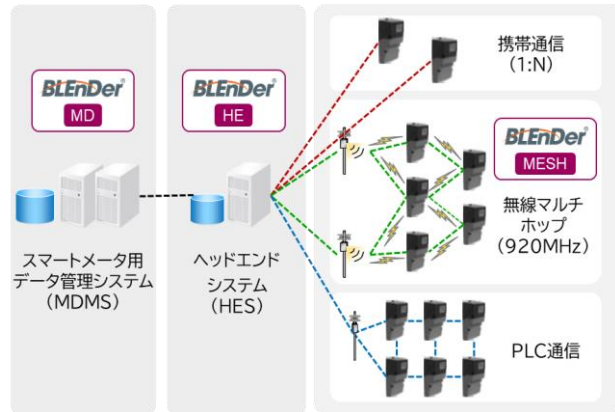 BLEnDer®
MD
スマートメータ用
データ管理システム
(MDMS)
BLEnDer®
HE
ヘッドエンド
システム
(HES)
携帯通信
(1:N)
BLEnDer®
MESH
無線マルチ
ホップ
(920MHz)
PLC通信